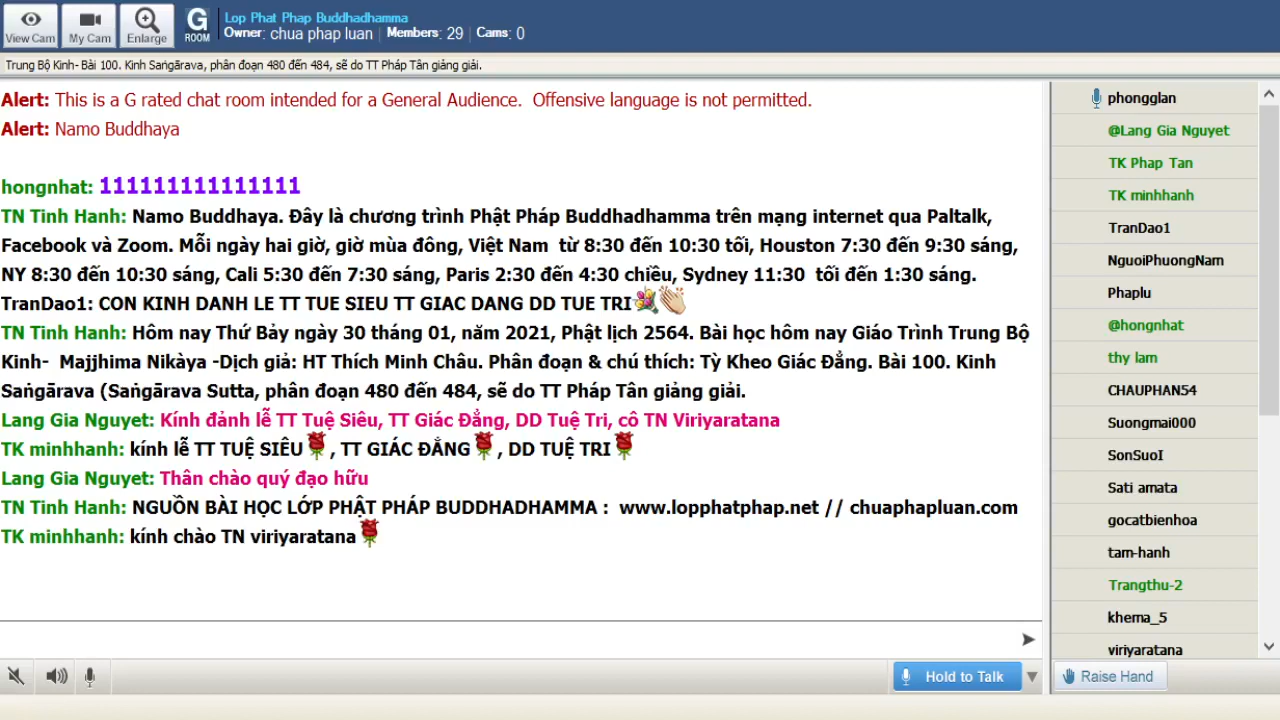 View Cam
My Cam
Enlarge
G
ROOM
Lop Phat Phap Buddhadhamma
Owner: chua phap luan | Members: 29 | Cams: 0
Trung Bộ Kinh- Bài 100. Kinh Saṅgārava, phân đoạn 480 đến 484, sẽ do TT Pháp Tân giảng giải.
Alert: This is a G rated chat room intended for a General Audience. Offensive language is not permitted.
Alert: Namo Buddhaya
hongnhat: 111111111111111
TN Tinh Hanh: Namo Buddhaya. Đây là chương trình Phật Pháp Buddhadhamma trên mạng internet qua Paltalk,
Facebook và Zoom. Mỗi ngày hai giờ, giờ mùa đông, Việt Nam từ 8:30 đến 10:30 tối, Houston 7:30 đến 9:30 sáng,
NY 8:30 đến 10:30 sáng, Cali 5:30 đến 7:30 sáng, Paris 2:30 đến 4:30 chiều, Sydney 11:30 tối đến 1:30 sáng.
TranDao1: CON KINH DANH LE TT TUE SIEU TT GIAC DANG DD TUE TRI
TN Tinh Hanh: Hôm nay Thứ Bảy ngày 30 tháng 01, năm 2021, Phật lịch 2564. Bài học hôm nay Giáo Trình Trung Bộ
Kinh- Majjhima Nikàya -Dịch giả: HT Thích Minh Châu. Phân đoạn & chú thích: Tỳ Kheo Giác Đẳng. Bài 100. Kinh
Saṅgārava (Saṅgārava Sutta, phân đoạn 480 đến 484, sẽ do TT Pháp Tân giảng giải.
Lang Gia Nguyet: Kính đảnh lễ TT Tuệ Siêu, TT Giác Đẳng, DD Tuệ Tri, cô TN Viriyaratana
TK minhhanh: kính lễ TT TUỆ SIÊU, TT GIÁC ĐẲNG, DD TUỆ TRI
Lang Gia Nguyet: Thân chào quý đạo hữu
TN Tinh Hanh: NGUỒN BÀI HỌC LỚP PHẬT PHÁP BUDDHADHAMMA : www.lopphatphap.net // chuaphapluan.com
TK minhhanh: kính chào TN viriyaratana
Hold to Talk
phongglan
@Lang Gia Nguyet
TK Phap Tan
TK minhhanh
TranDao1
NguoiPhuongNam
Phaplu
@hongnhat
thy lam
CHAUPHAN54
Suongmai000
SonSuoI
Sati amata
gocatbienhoa
tam-hanh
Trangthu-2
khema_5
viriyaratana
Raise Hand